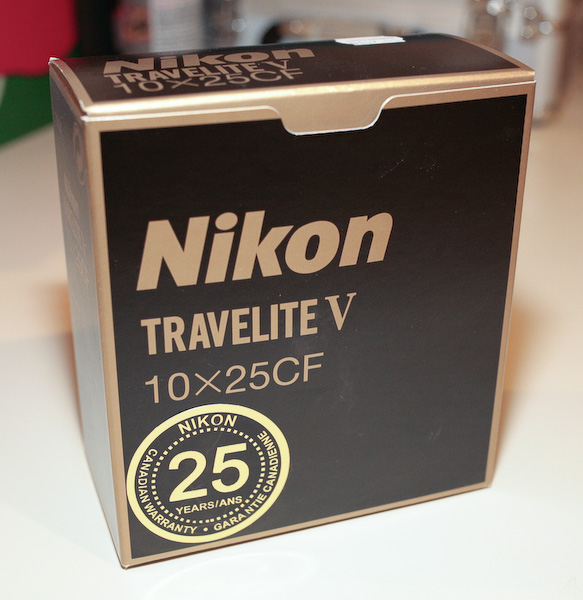 Nikon
TRAVELITE V
10×25CF
Nikon
TRAVELITE V
10×25CF
NIKON
25
YEARS/ANS
CANADIAN WARRANTY • GARANTIE CANADIENNE